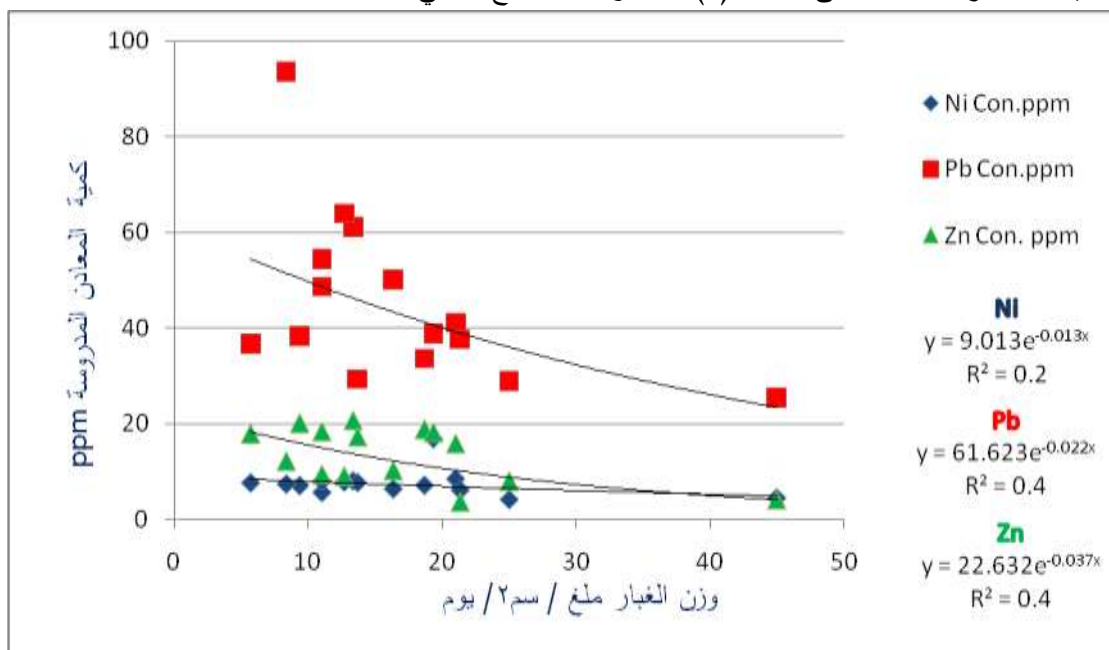 100
80
60
40
20
0
كمية المعادن المدروسة ppm
0 10 20 30 40 50
وزن الغبار ملغ / سم٢/ يوم
Ni Con.ppm
Pb Con.ppm
Zn Con. ppm
Ni
y = 9.013e^-0.013x
R² = 0.2
Pb
y = 61.623e^-0.022x
R² = 0.4
Zn
y = 22.632e^-0.037x
R² = 0.4